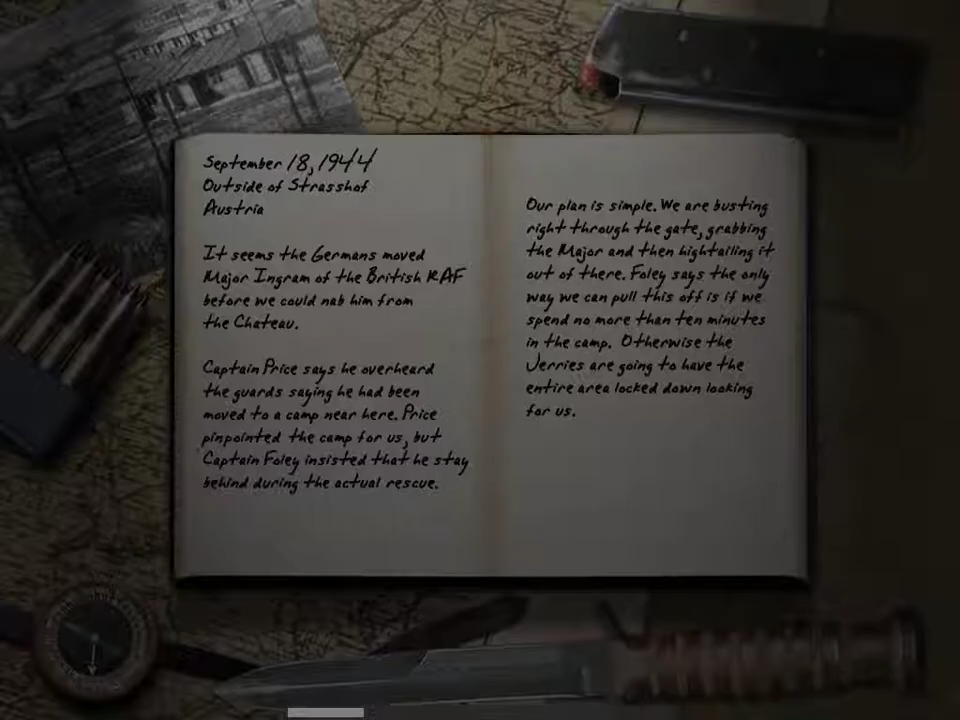 September 18, 1944
Outside of Strasshof
Austria
It seems the Germans moved
Major Ingram of the British RAF
before we could nab him from
the Chateau.
Captain Price says he overheard
the guards saying he had been
moved to a camp near here. Price
pinpointed the camp for us, but
Captain Foley insisted that he stay
behind during the actual rescue.
Our plan is simple. We are busting
right through the gate, grabbing
the Major and then hightailing it
out of there. Foley says the only
way we can pull this off is if we
spend no more than ten minutes
in the camp. Otherwise the
Jerries are going to have the
entire area locked down looking
for us.